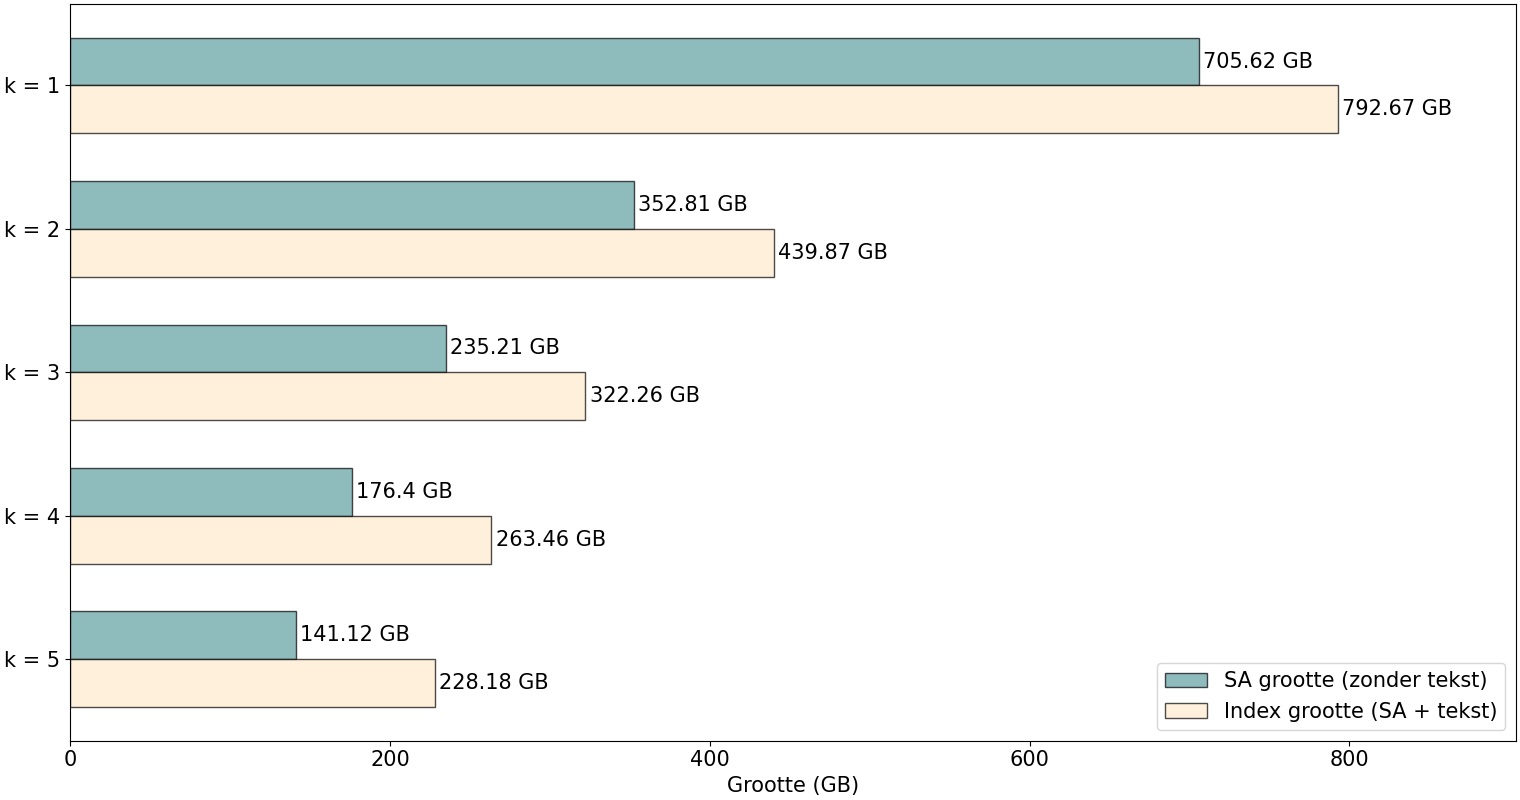 k = 1
705.62 GB
792.67 GB
k = 2
352.81 GB
439.87 GB
k = 3
235.21 GB
322.26 GB
k = 4
176.4 GB
263.46 GB
k = 5
141.12 GB
228.18 GB
SA grootte (zonder tekst)
Index grootte (SA + tekst)
0 200 400 600 800
Grootte (GB)